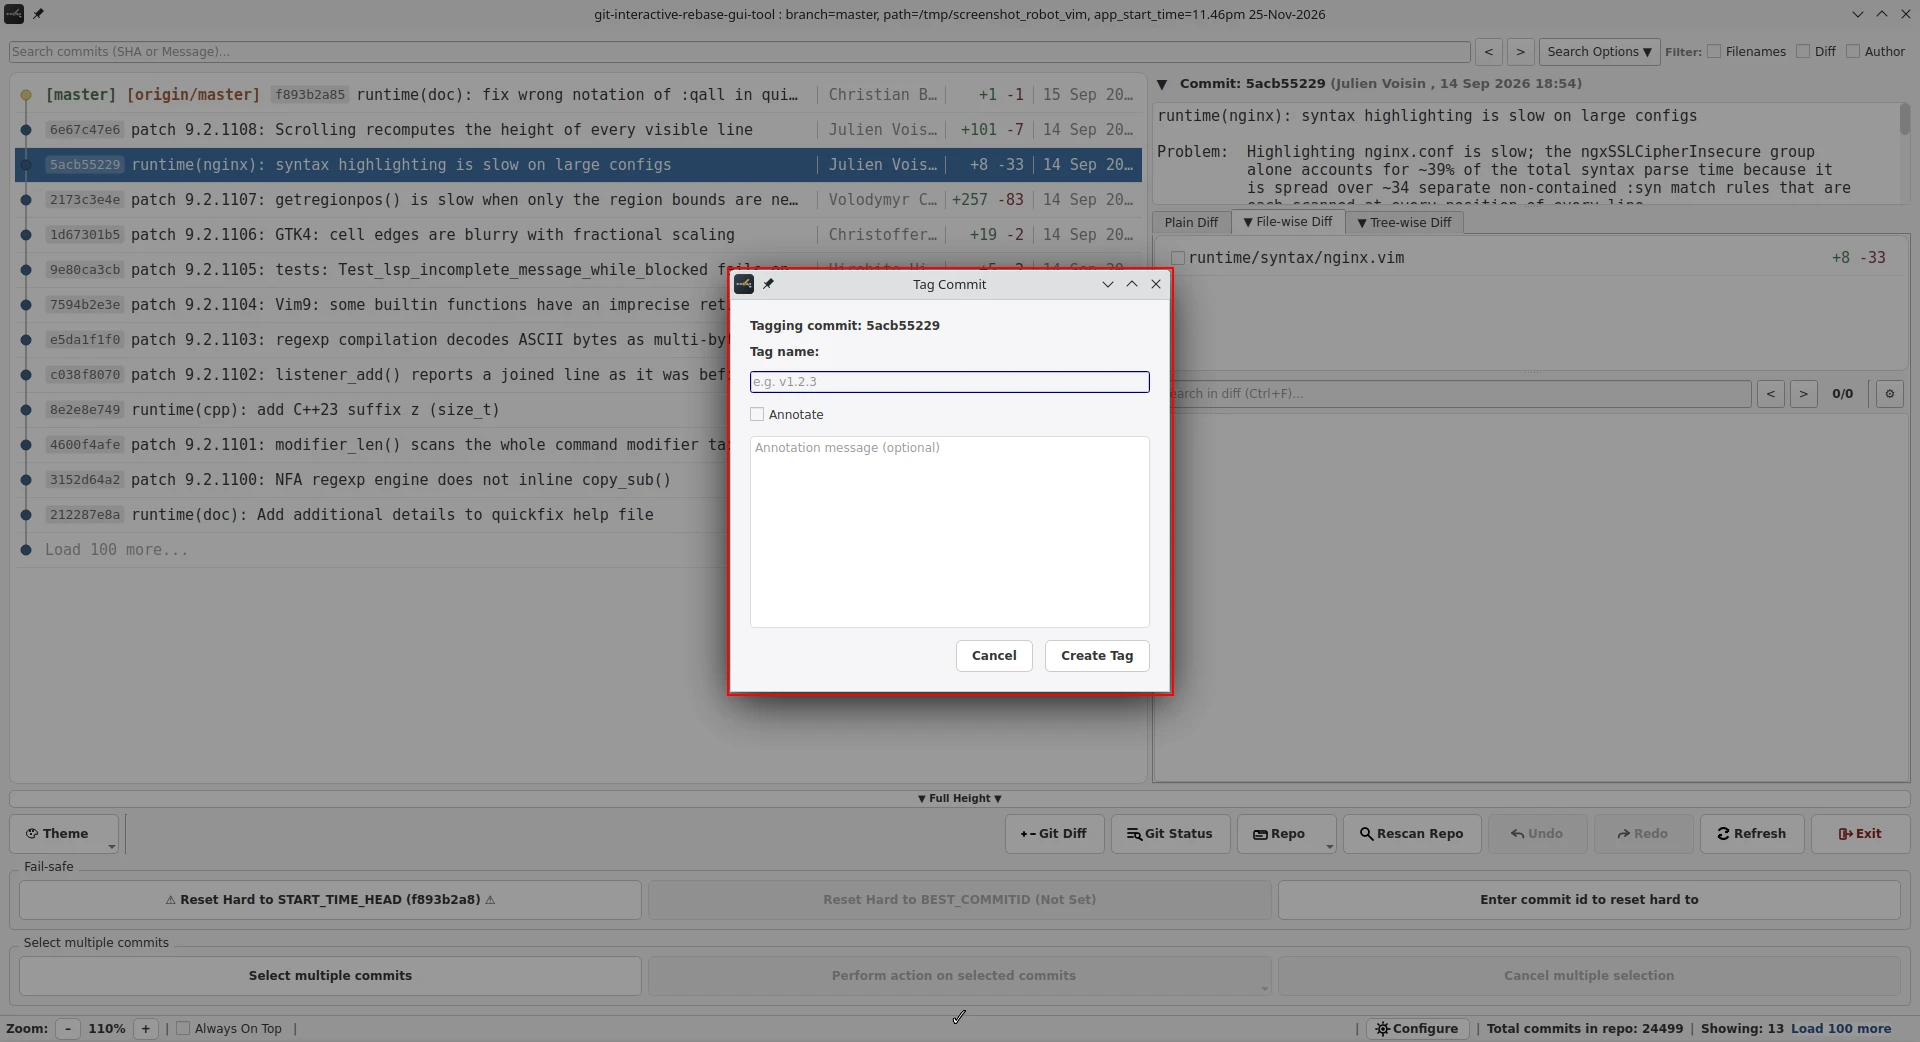 git-interactive-rebase-gui-tool : branch=master, path=/tmp/screenshot_robot_vim, app_start_time=11.46pm 25-Nov-2026
Search commits (SHA or Message)...
< > Search Options ▼ Filter: Filenames Diff Author
[master] [origin/master] f893b2a85 runtime(doc): fix wrong notation of :qall in qui… Christian B… +1 -1 15 Sep 20…
6e67c47e6 patch 9.2.1108: Scrolling recomputes the height of every visible line Julien Vois… +101 -7 14 Sep 20…
5acb55229 runtime(nginx): syntax highlighting is slow on large configs Julien Vois… +8 -33 14 Sep 20…
2173c3e4e patch 9.2.1107: getregionpos() is slow when only the region bounds are ne… Volodymyr C… +257 -83 14 Sep 20…
1d67301b5 patch 9.2.1106: GTK4: cell edges are blurry with fractional scaling Christoffer… +19 -2 14 Sep 20…
9e80ca3cb patch 9.2.1105: tests: Test_lsp_incomplete_message_while_blocked
7594b2e3e patch 9.2.1104: Vim9: some builtin functions have an imprecise ret
e5da1f1f0 patch 9.2.1103: regexp compilation decodes ASCII bytes as multi-by
c038f8070 patch 9.2.1102: listener_add() reports a joined line as it was bef
8e2e8e749 runtime(cpp): add C++23 suffix z (size_t)
4600f4afe patch 9.2.1101: modifier_len() scans the whole command modifier ta
3152d64a2 patch 9.2.1100: NFA regexp engine does not inline copy_sub()
212287e8a runtime(doc): Add additional details to quickfix help file
Load 100 more...
▼ Commit: 5acb55229 (Julien Voisin , 14 Sep 2026 18:54)
runtime(nginx): syntax highlighting is slow on large configs
Problem: Highlighting nginx.conf is slow; the ngxSSLCipherInsecure group
alone accounts for ~39% of the total syntax parse time because it
is spread over ~34 separate non-contained :syn match rules that are
each scanned at every position of every line
Plain Diff ▼ File-wise Diff ▼ Tree-wise Diff
runtime/syntax/nginx.vim +8 -33
earch in diff (Ctrl+F)... < > 0/0
Tag Commit
Tagging commit: 5acb55229
Tag name:
e.g. v1.2.3
Annotate
Annotation message (optional)
Cancel Create Tag
▼ Full Height ▼
Theme +- Git Diff Git Status Repo Rescan Repo Undo Redo Refresh Exit
Fail-safe
⚠ Reset Hard to START_TIME_HEAD (f893b2a8) ⚠ Reset Hard to BEST_COMMITID (Not Set) Enter commit id to reset hard to
Select multiple commits
Select multiple commits Perform action on selected commits Cancel multiple selection
Zoom: - 110% + | Always On Top | | Configure | Total commits in repo: 24499 | Showing: 13 Load 100 more